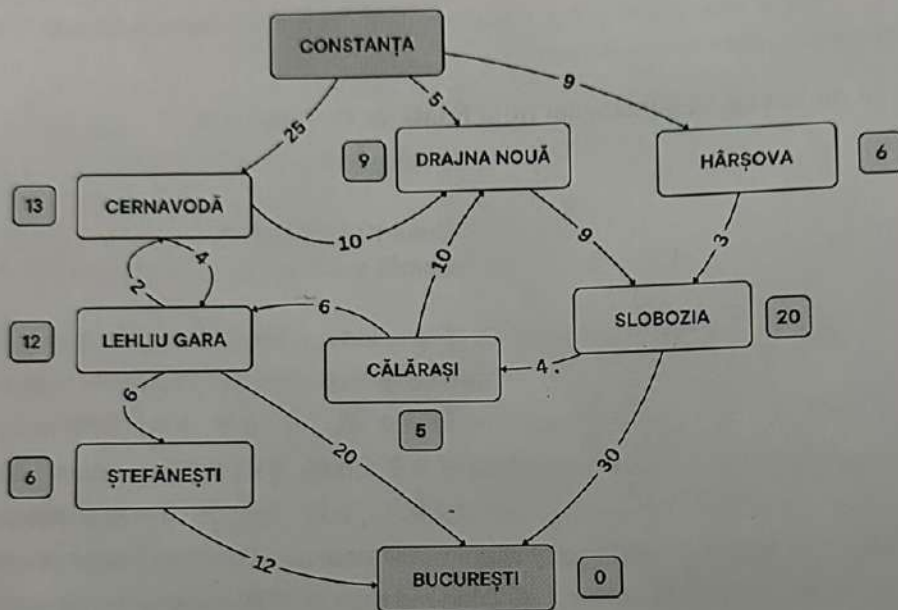 CONSTANȚA
9
5
25
9
DRAJNA NOUĂ
HÂRȘOVA
6
13
CERNAVODĂ
10
10
9
3
4
2
6
SLOBOZIA
20
12
LEHLIU GARA
CĂLĂRAȘI
4
5
6
20
30
6
ȘTEFĂNEȘTI
12
BUCUREȘTI
0